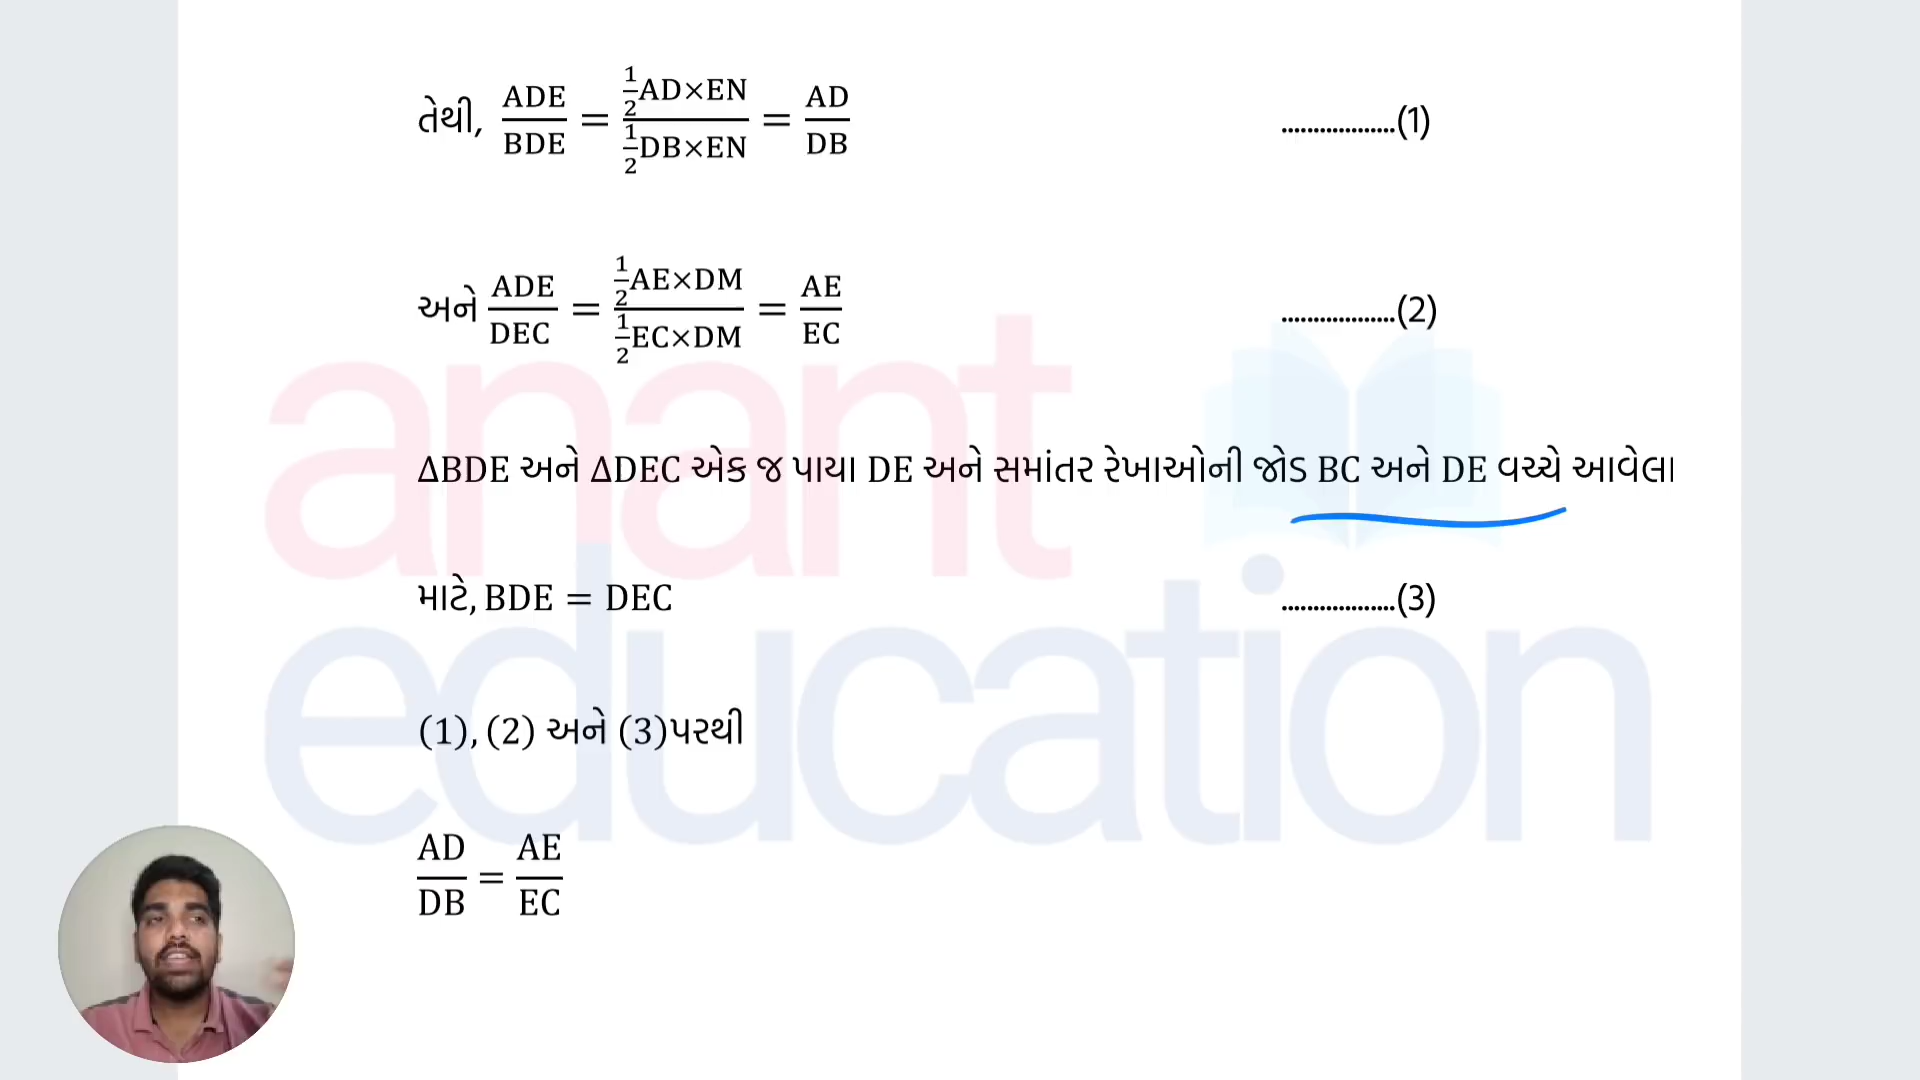 તેથી, ADE/BDE = (1/2 AD×EN)/(1/2 DB×EN) = AD/DB ..................(1)
અને ADE/DEC = (1/2 AE×DM)/(1/2 EC×DM) = AE/EC ..................(2)
ΔBDE અને ΔDEC એક જ પાયા DE અને સમાંતર રેખાઓની જોડ BC અને DE વચ્ચે આવેલા
માટે, BDE = DEC ..................(3)
(1), (2) અને (3)પરથી
AD/DB = AE/EC
anant
education